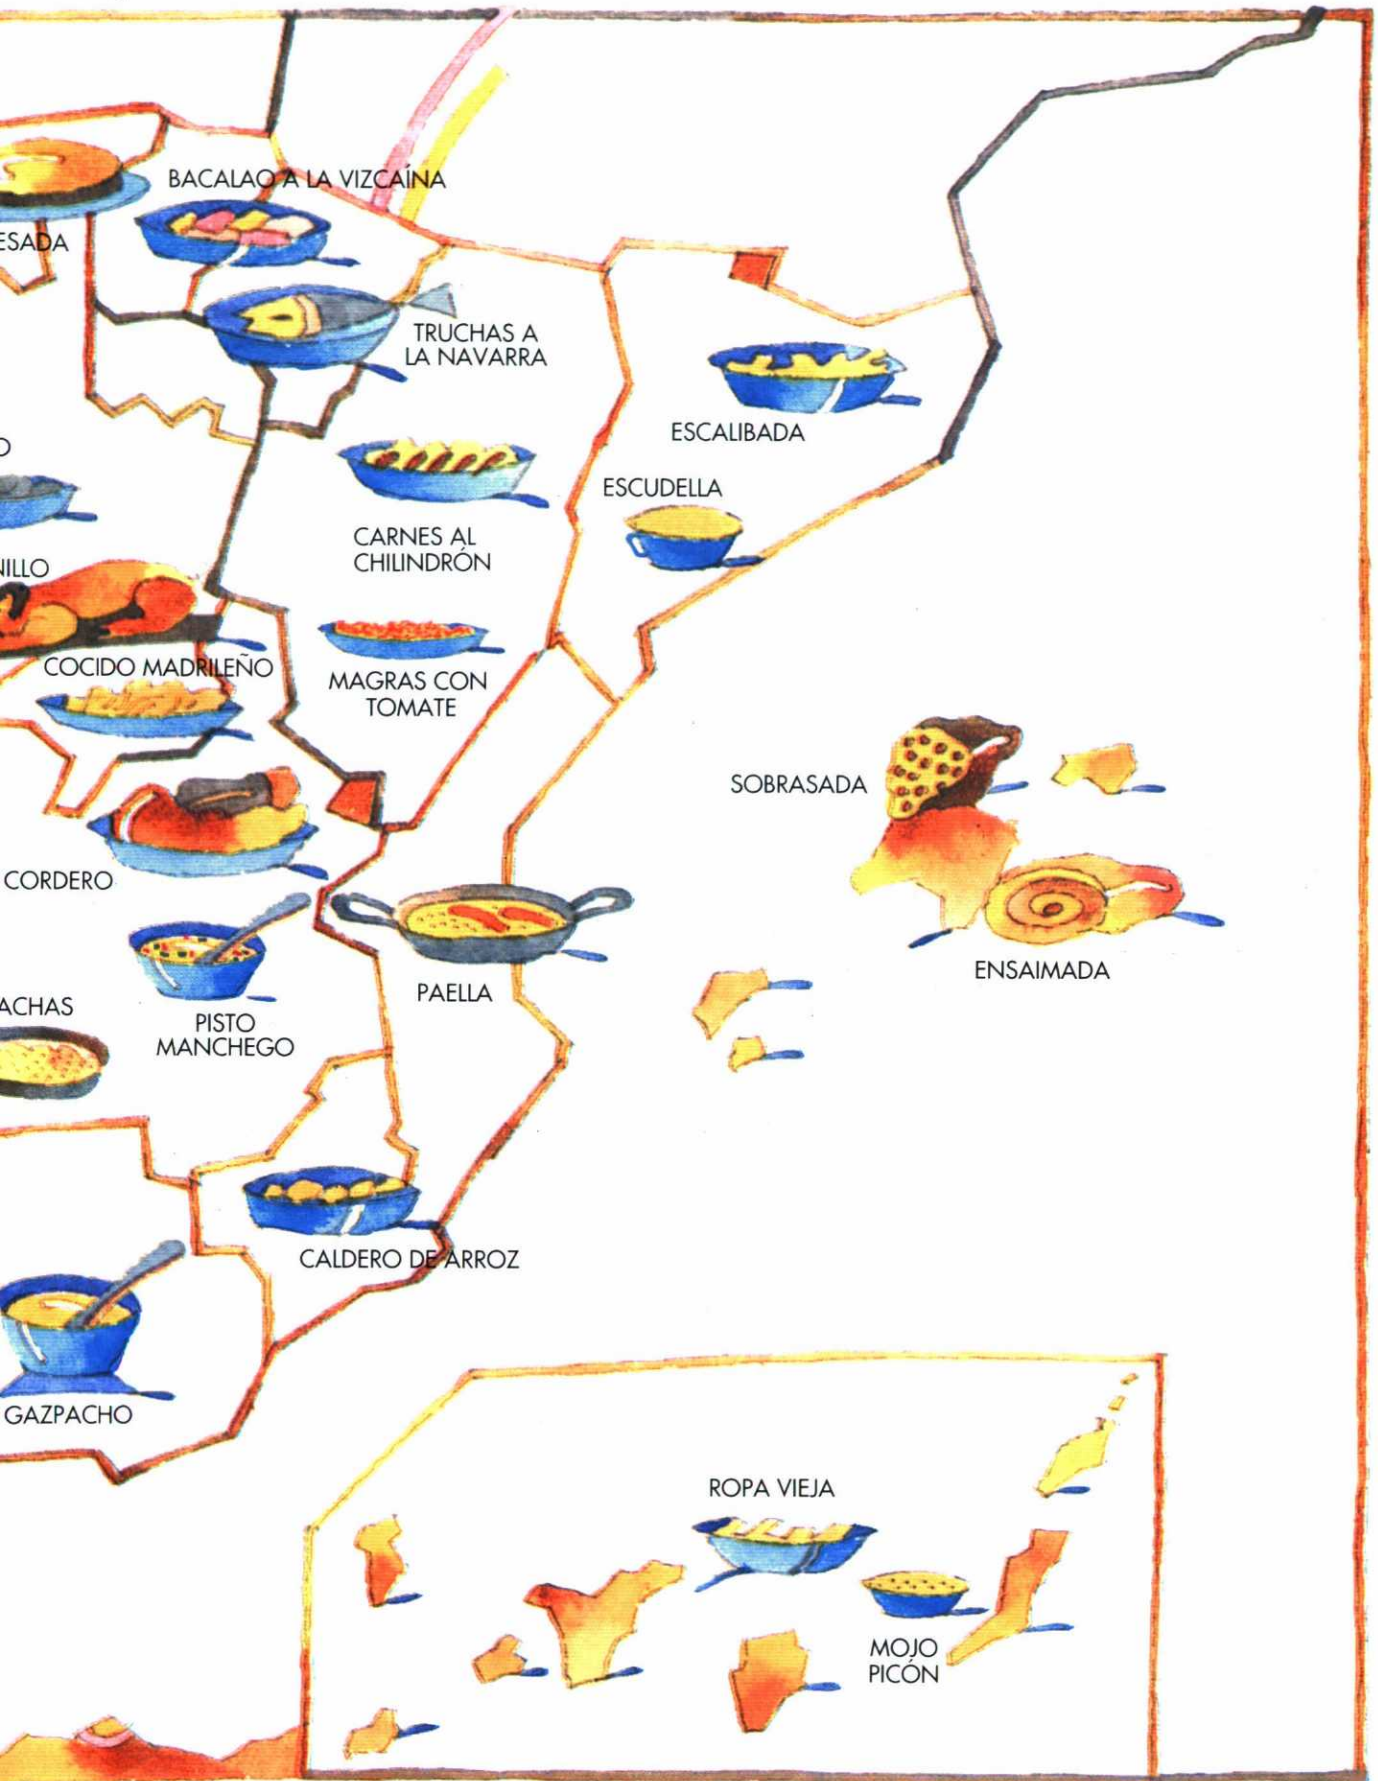 BACALAO A LA VIZCAÍNA
ESADA
TRUCHAS A
LA NAVARRA
ESCALIBADA
O
ESCUDELLA
CARNES AL
CHILINDRÓN
NILLO
COCIDO MADRILEÑO
MAGRAS CON
TOMATE
SOBRASADA
CORDERO
ENSAIMADA
PAELLA
ACHAS
PISTO
MANCHEGO
CALDERO DE ARROZ
GAZPACHO
ROPA VIEJA
MOJO
PICÓN